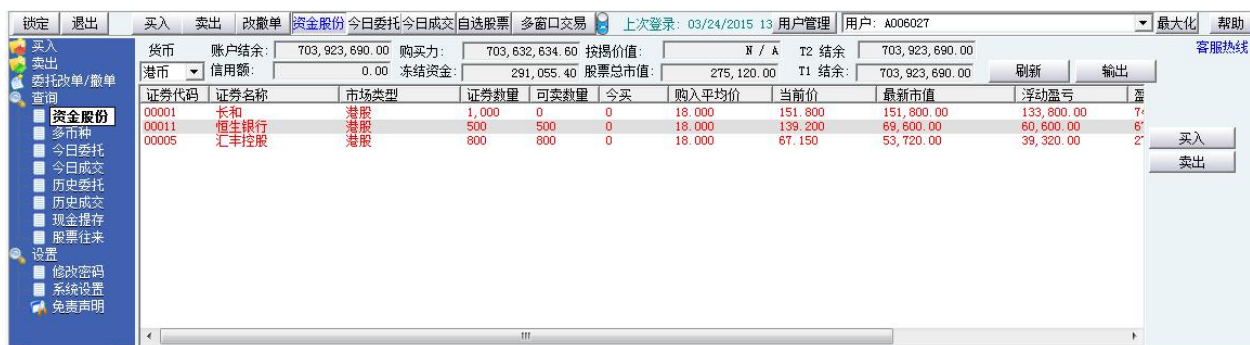 锁定 退出 买入 卖出 改撤单 资金股份 今日委托 今日成交 自选股票 多窗口交易 上次登录: 03/24/2015 13 用户管理 用户: A006027 最大化 帮助
买入
卖出
委托改单/撤单
查询
资金股份
多币种
今日委托
今日成交
历史委托
历史成交
现金提存
股票往来
设置
修改密码
系统设置
免责声明
货币 账户结余: 703,923,690.00 购买力: 703,632,634.60 按揭价值: N / A T2 结余 703,923,690.00
港币 信用额: 0.00 冻结资金: 291,055.40 股票总市值: 275,120.00 T1 结余: 703,923,690.00 刷新 输出
客服热线
证券代码 证券名称 市场类型 证券数量 可卖数量 今买 购入平均价 当前价 最新市值 浮动盈亏
00001 长和 港股 1,000 0 0 18.000 151.800 151,800.00 133,800.00
00011 恒生银行 港股 500 500 0 18.000 139.200 69,600.00 60,600.00
00005 汇丰控股 港股 800 800 0 18.000 67.150 53,720.00 39,320.00
买入
卖出